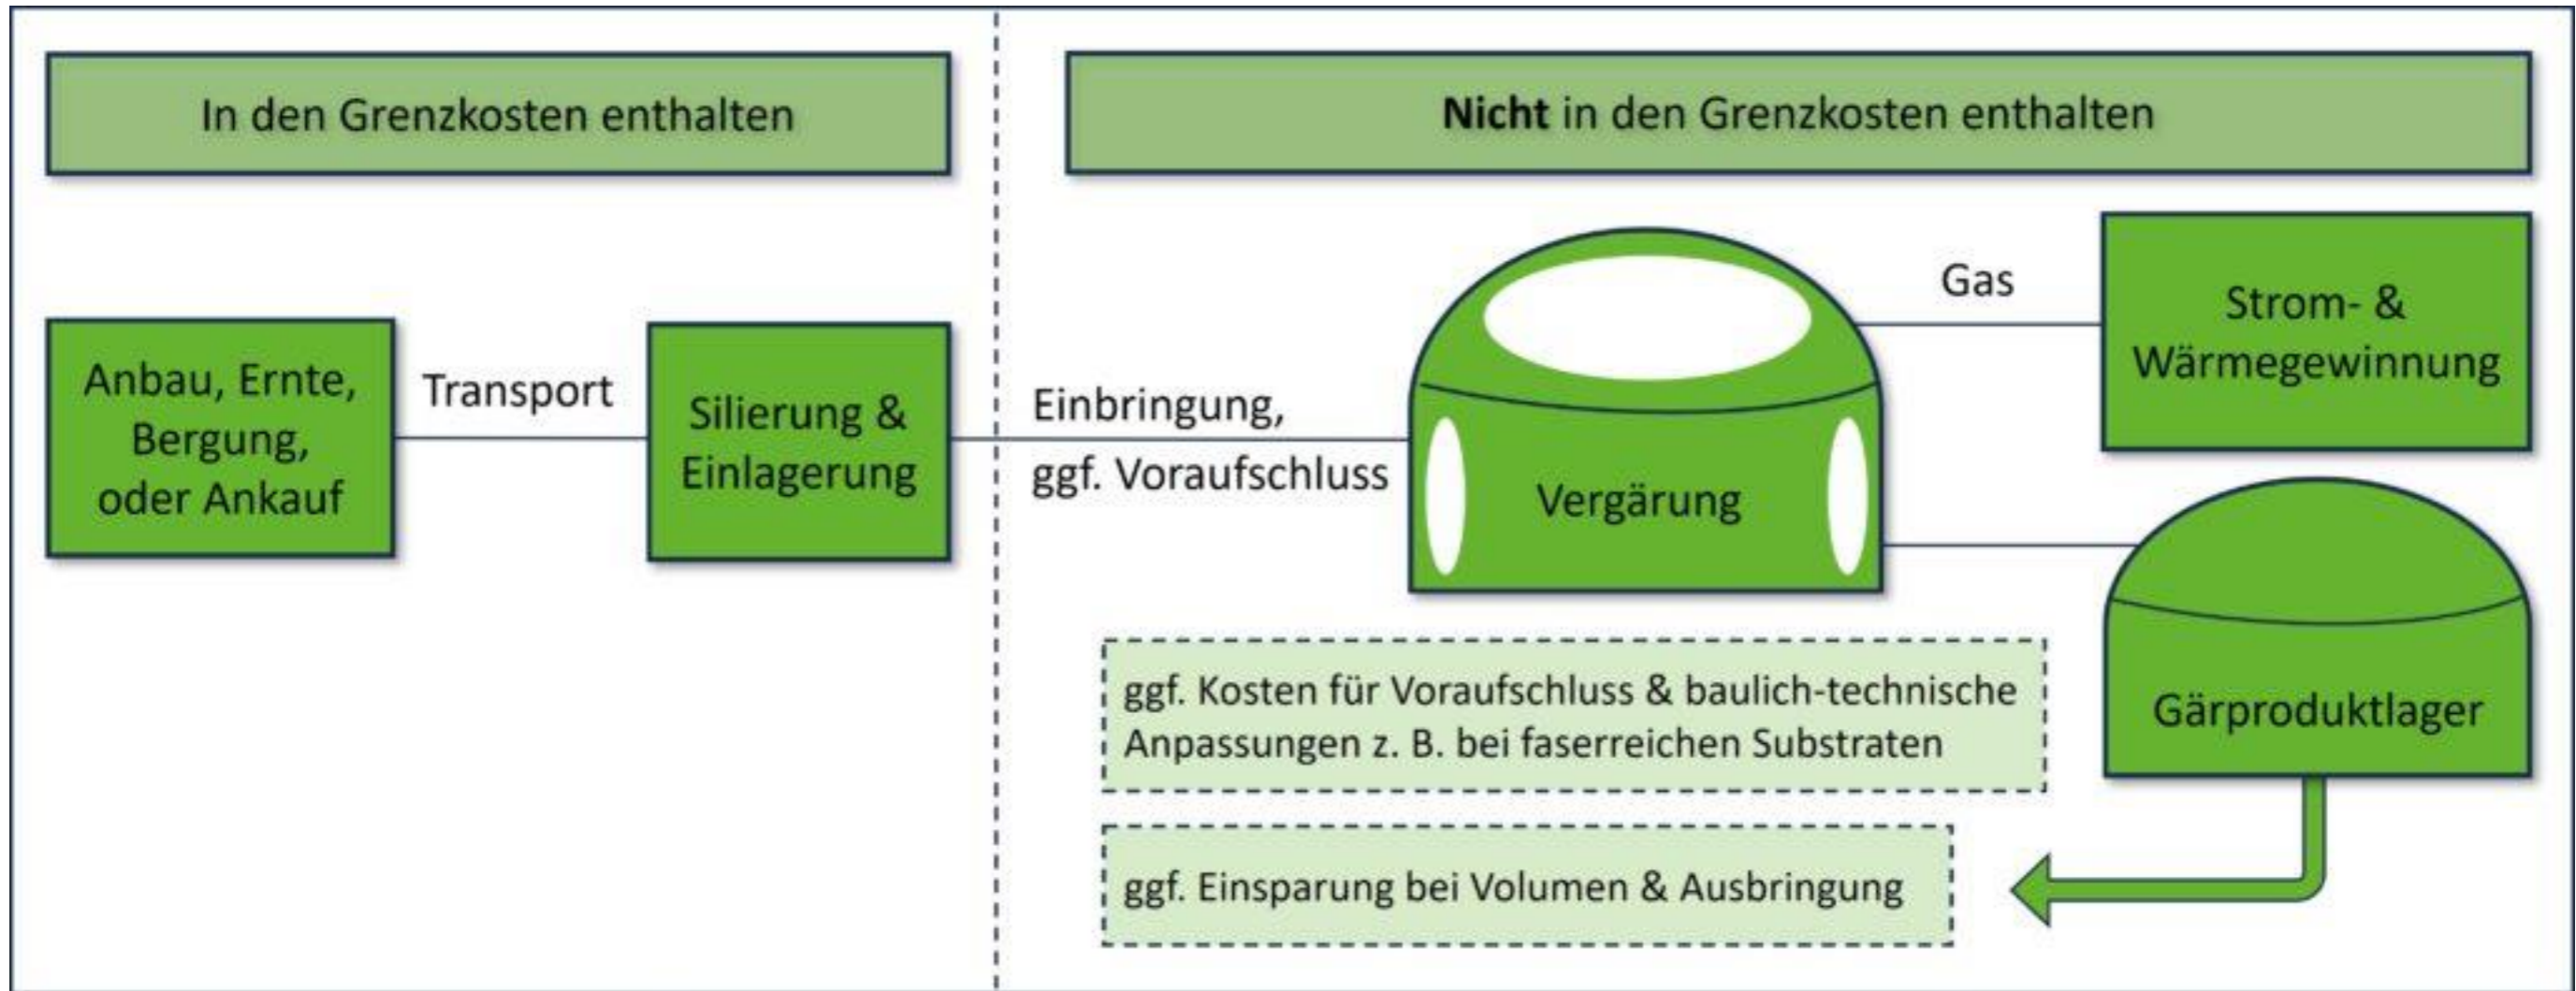 In den Grenzkosten enthalten
Nicht in den Grenzkosten enthalten
Anbau, Ernte,
Bergung,
oder Ankauf
Transport
Silierung &
Einlagerung
Einbringung,
ggf. Voraufschluss
Vergärung
Gas
Strom- &
Wärmegewinnung
Gärproduktlager
ggf. Kosten für Voraufschluss & baulich-technische
Anpassungen z. B. bei faserreichen Substraten
ggf. Einsparung bei Volumen & Ausbringung